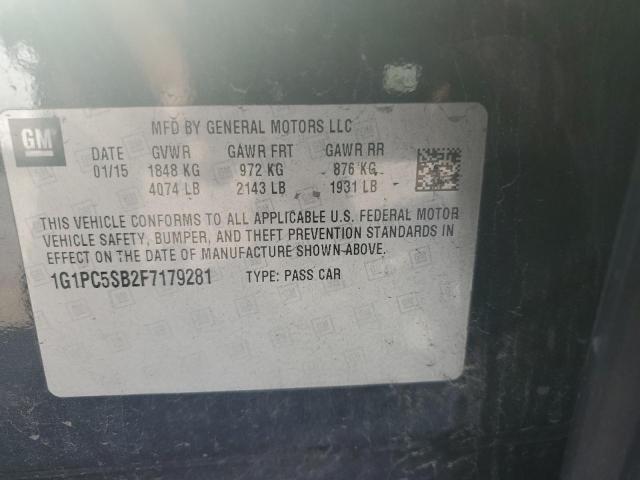 GM
MFD BY GENERAL MOTORS LLC
DATE GVWR GAWR FRT GAWR RR
01/15 1848 KG 972 KG 876 KG
4074 LB 2143 LB 1931 LB
THIS VEHICLE CONFORMS TO ALL APPLICABLE U.S. FEDERAL MOTOR
VEHICLE SAFETY, BUMPER, AND THEFT PREVENTION STANDARDS IN
EFFECT ON THE DATE OF MANUFACTURE SHOWN ABOVE.
1G1PC5SB2F7179281 TYPE: PASS CAR